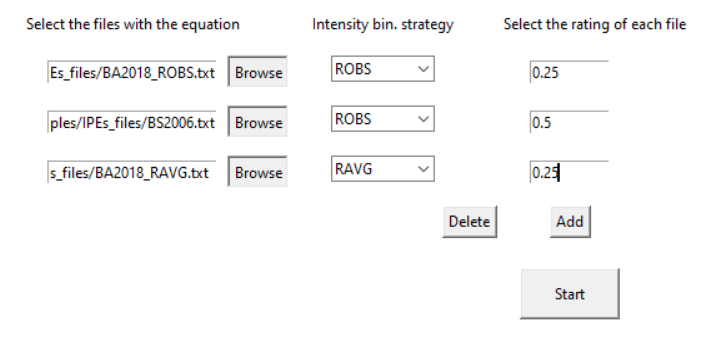 Select the files with the equation Intensity bin. strategy Select the rating of each file
Es_files/BA2018_ROBS.txt Browse ROBS 0.25
ples/IPEs_files/BS2006.txt Browse ROBS 0.5
s_files/BA2018_RAVG.txt Browse RAVG 0.25
Delete Add
Start